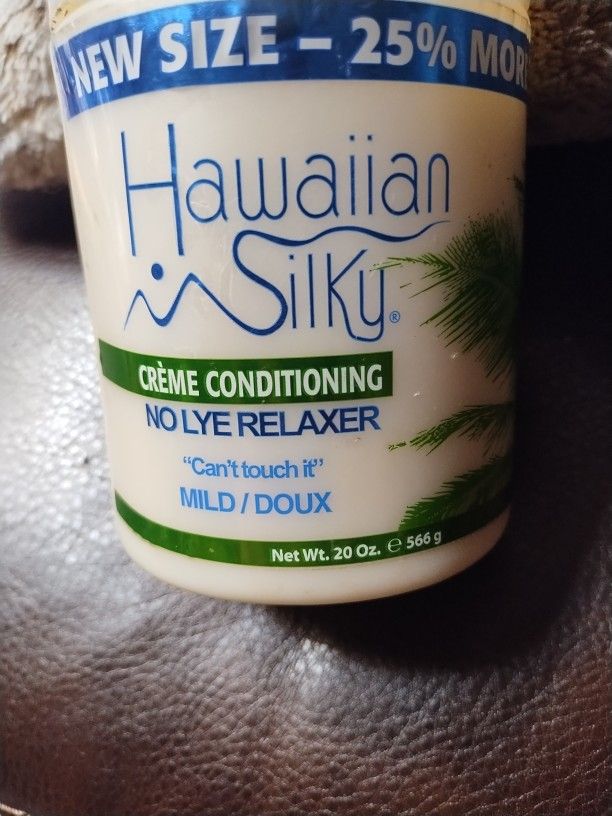 NEW SIZE – 25% MOR
Hawaiian
Silky®
CRÈME CONDITIONING
NO LYE RELAXER
“Can't touch it”
MILD / DOUX
Net Wt. 20 Oz. ℮ 566 g